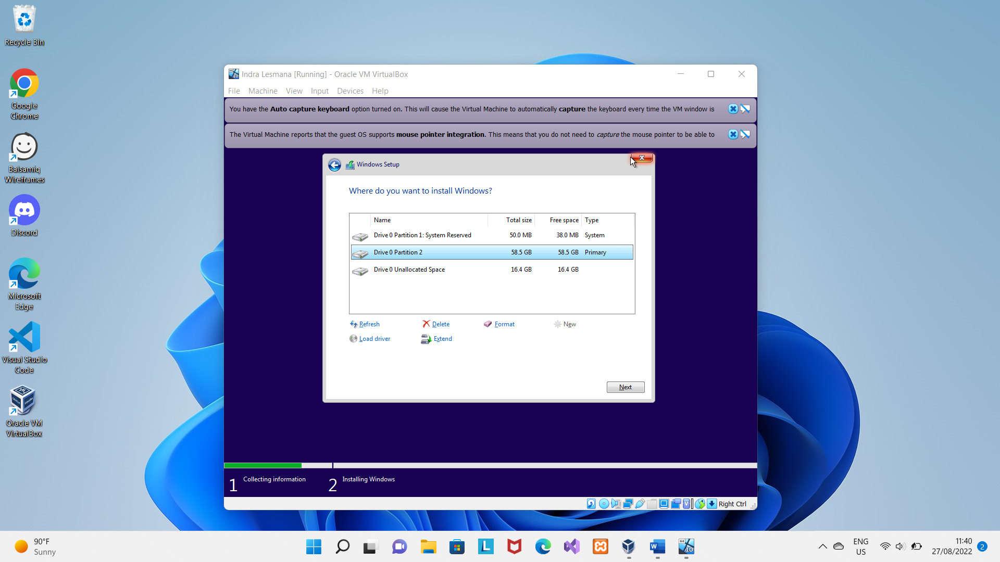 Recycle Bin
Google
Chrome
Balsamiq
Wireframes
Discord
Microsoft
Edge
Visual Studio
Code
Oracle VM
VirtualBox
Indra Lesmana [Running] - Oracle VM VirtualBox
File Machine View Input Devices Help
You have the Auto capture keyboard option turned on. This will cause the Virtual Machine to automatically capture the keyboard every time the VM window is
The Virtual Machine reports that the guest OS supports mouse pointer integration. This means that you do not need to capture the mouse pointer to be able to
Windows Setup
Where do you want to install Windows?
Name Total size Free space Type
Drive 0 Partition 1: System Reserved 50.0 MB 38.0 MB System
Drive 0 Partition 2 58.5 GB 58.5 GB Primary
Drive 0 Unallocated Space 16.4 GB 16.4 GB
Refresh Delete Format New
Load driver Extend
Next
1 Collecting information 2 Installing Windows
Right Ctrl
90°F
Sunny
ENG
US
11:40
27/08/2022
2